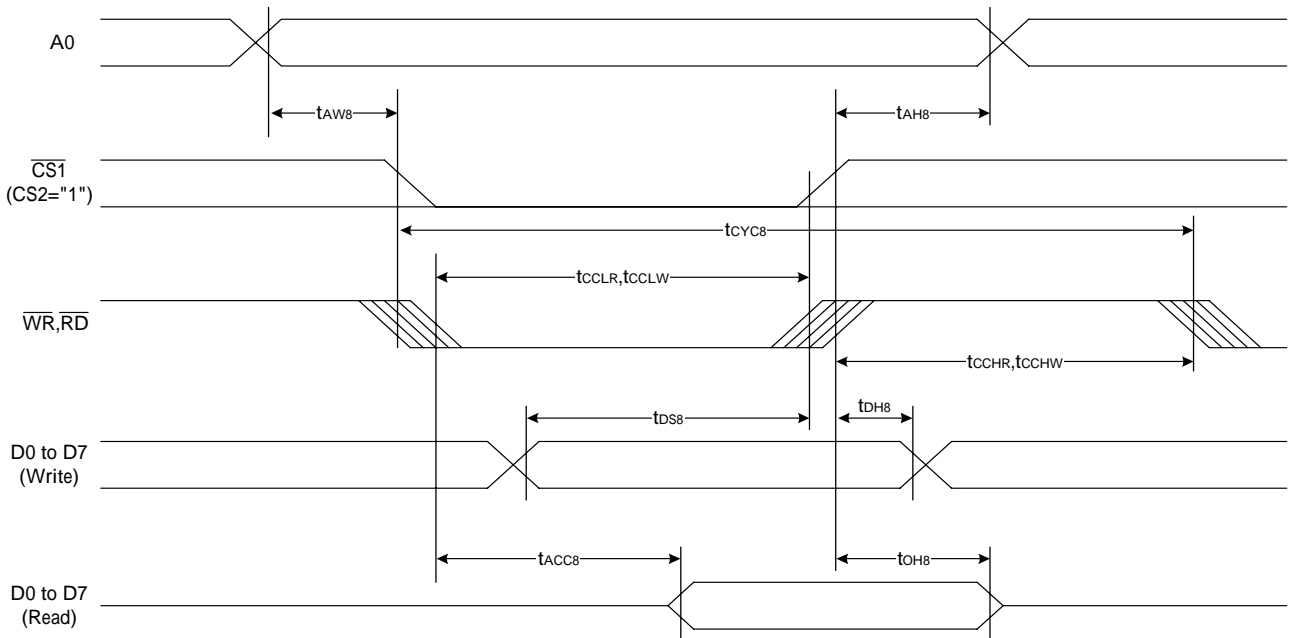 A0
tAW8
tAH8
CS1
(CS2="1")
tCYC8
tCCLR,tCCLW
WR,RD
tCCHR,tCCHW
tDS8
tDH8
D0 to D7
(Write)
tACC8
tOH8
D0 to D7
(Read)